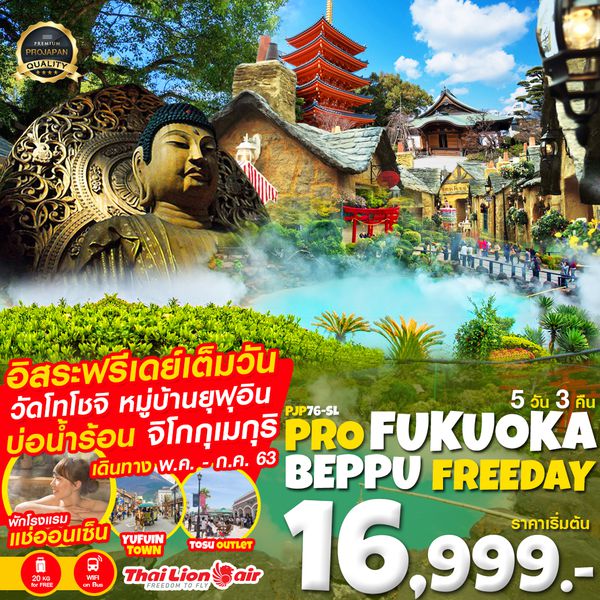 PREMIUM
PROJAPAN
QUALITY
อิสระฟรีเดย์เต็มวัน
วัดโทโชจิ หมู่บ้านยุฟุอิน
บ่อน้ำร้อน จิโกกุเมกุริ
เดินทาง พ.ค. - ก.ค. 63
5 วัน 3 คืน
PJP76-SL
PRO FUKUOKA
BEPPU FREEDAY
ราคาเริ่มต้น
16,999.-
พักโรงแรม
แช่ออนเซ็น
YUFUIN
TOWN
TOSU OUTLET
20 KG
for FREE
WiFi
on Bus
Thai Lion air
FREEDOM TO FLY